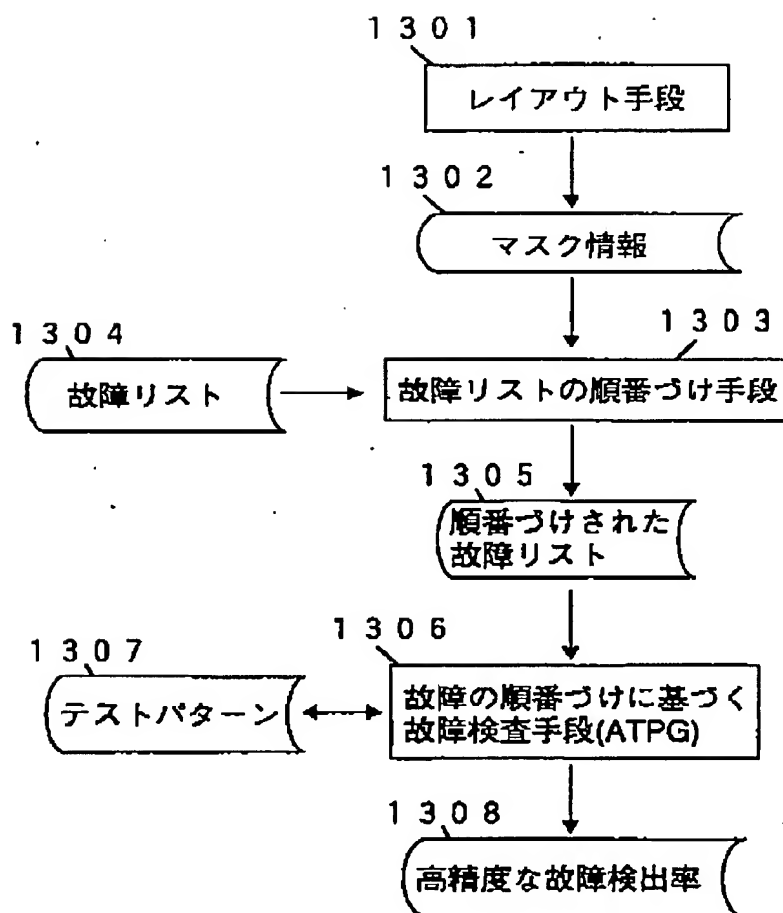 1301
レイアウト手段
1302
マスク情報
1304
故障リスト
1303
故障リストの順番づけ手段
1305
順番づけされた
故障リスト
1307
テストパターン
1306
故障の順番づけに基づく
故障検査手段(ATPG)
1308
高精度な故障検出率